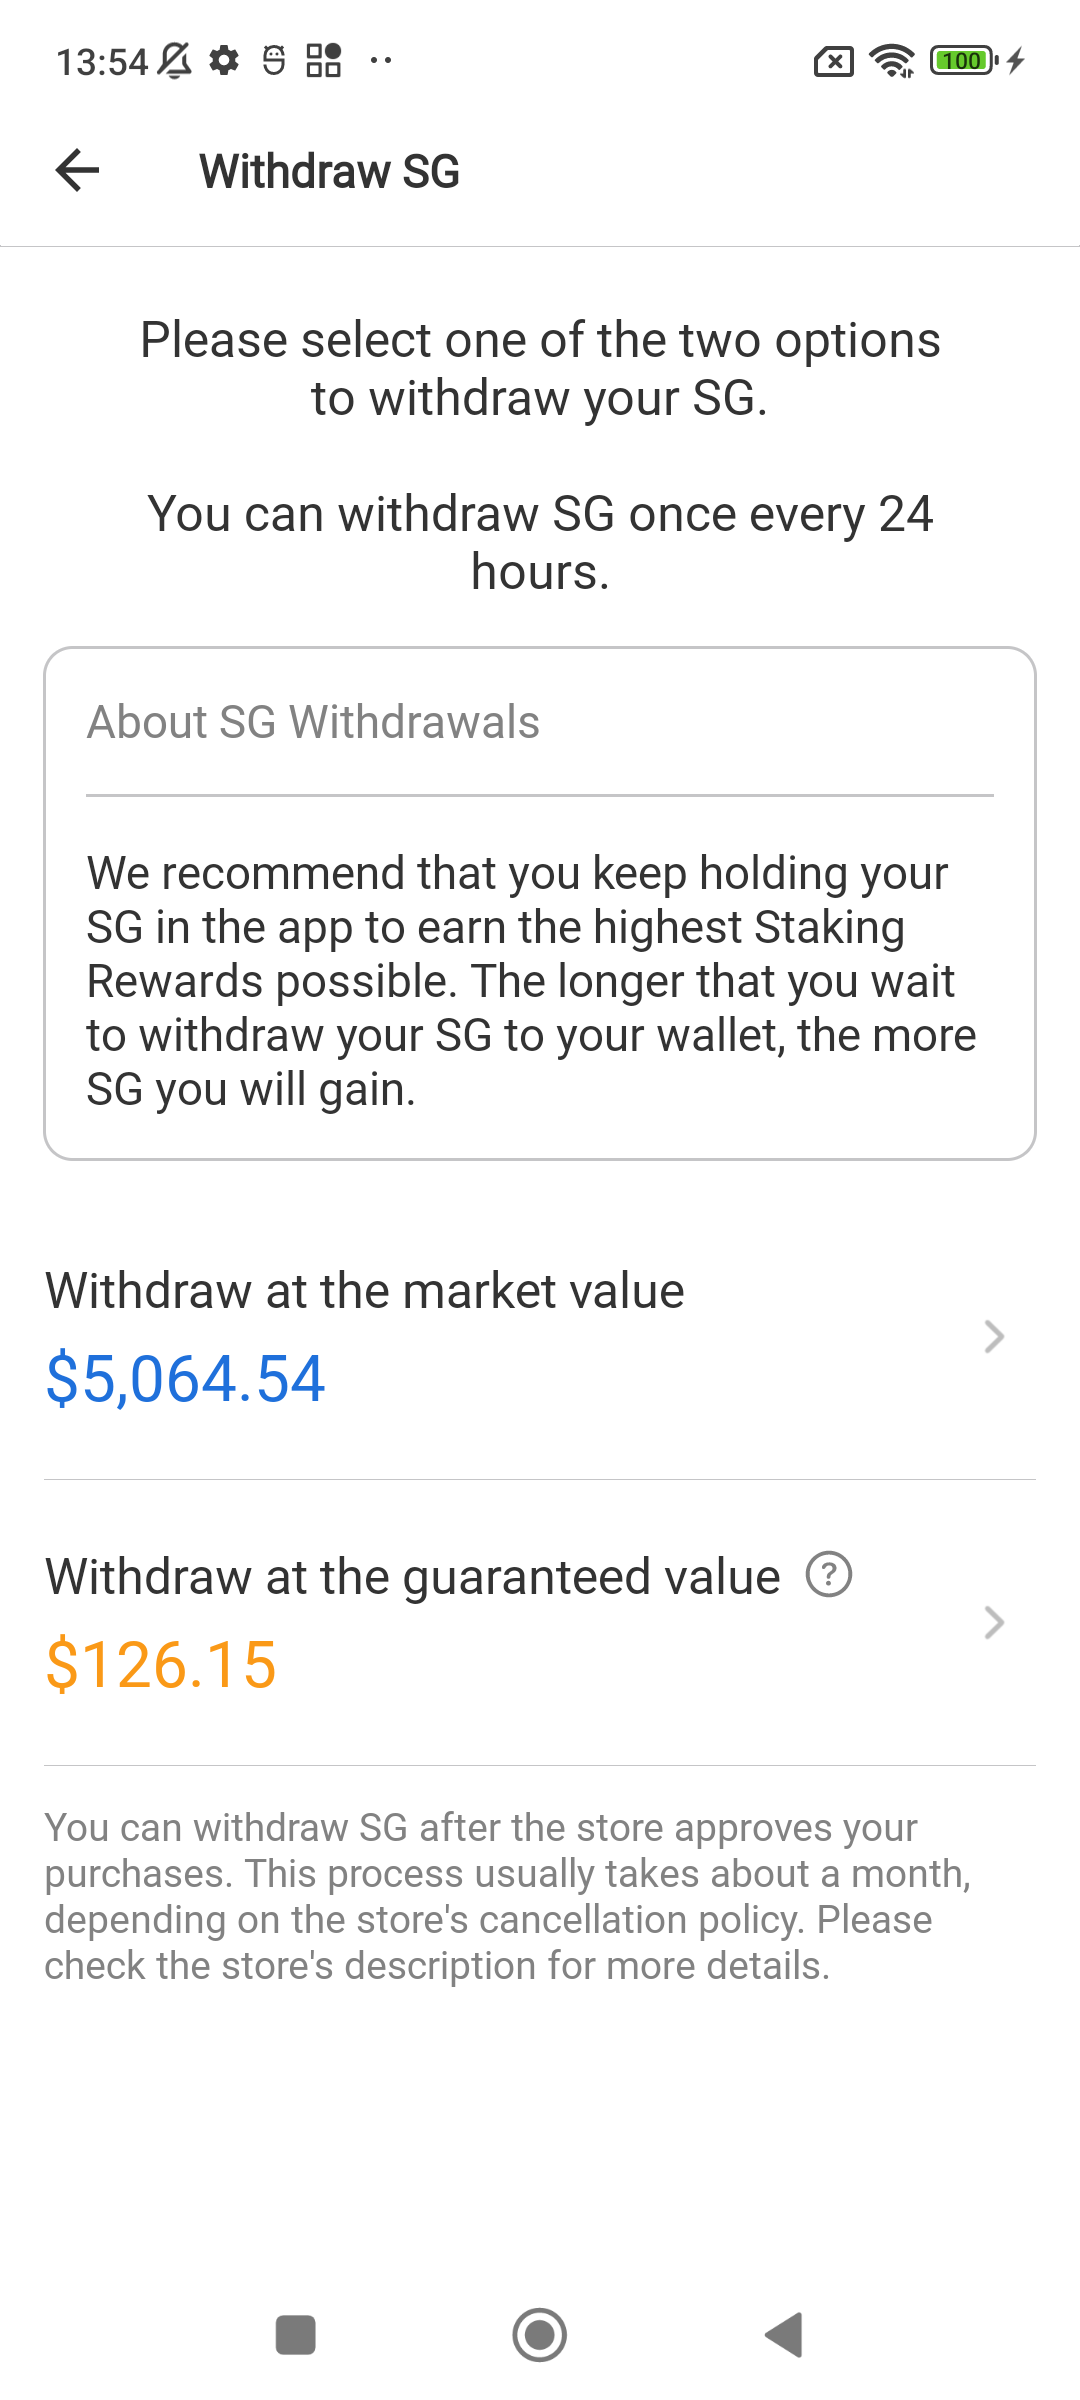 13:54
100
Withdraw SG
Please select one of the two options
to withdraw your SG.
You can withdraw SG once every 24
hours.
About SG Withdrawals
We recommend that you keep holding your
SG in the app to earn the highest Staking
Rewards possible. The longer that you wait
to withdraw your SG to your wallet, the more
SG you will gain.
Withdraw at the market value
$5,064.54
Withdraw at the guaranteed value ?
$126.15
You can withdraw SG after the store approves your
purchases. This process usually takes about a month,
depending on the store's cancellation policy. Please
check the store's description for more details.